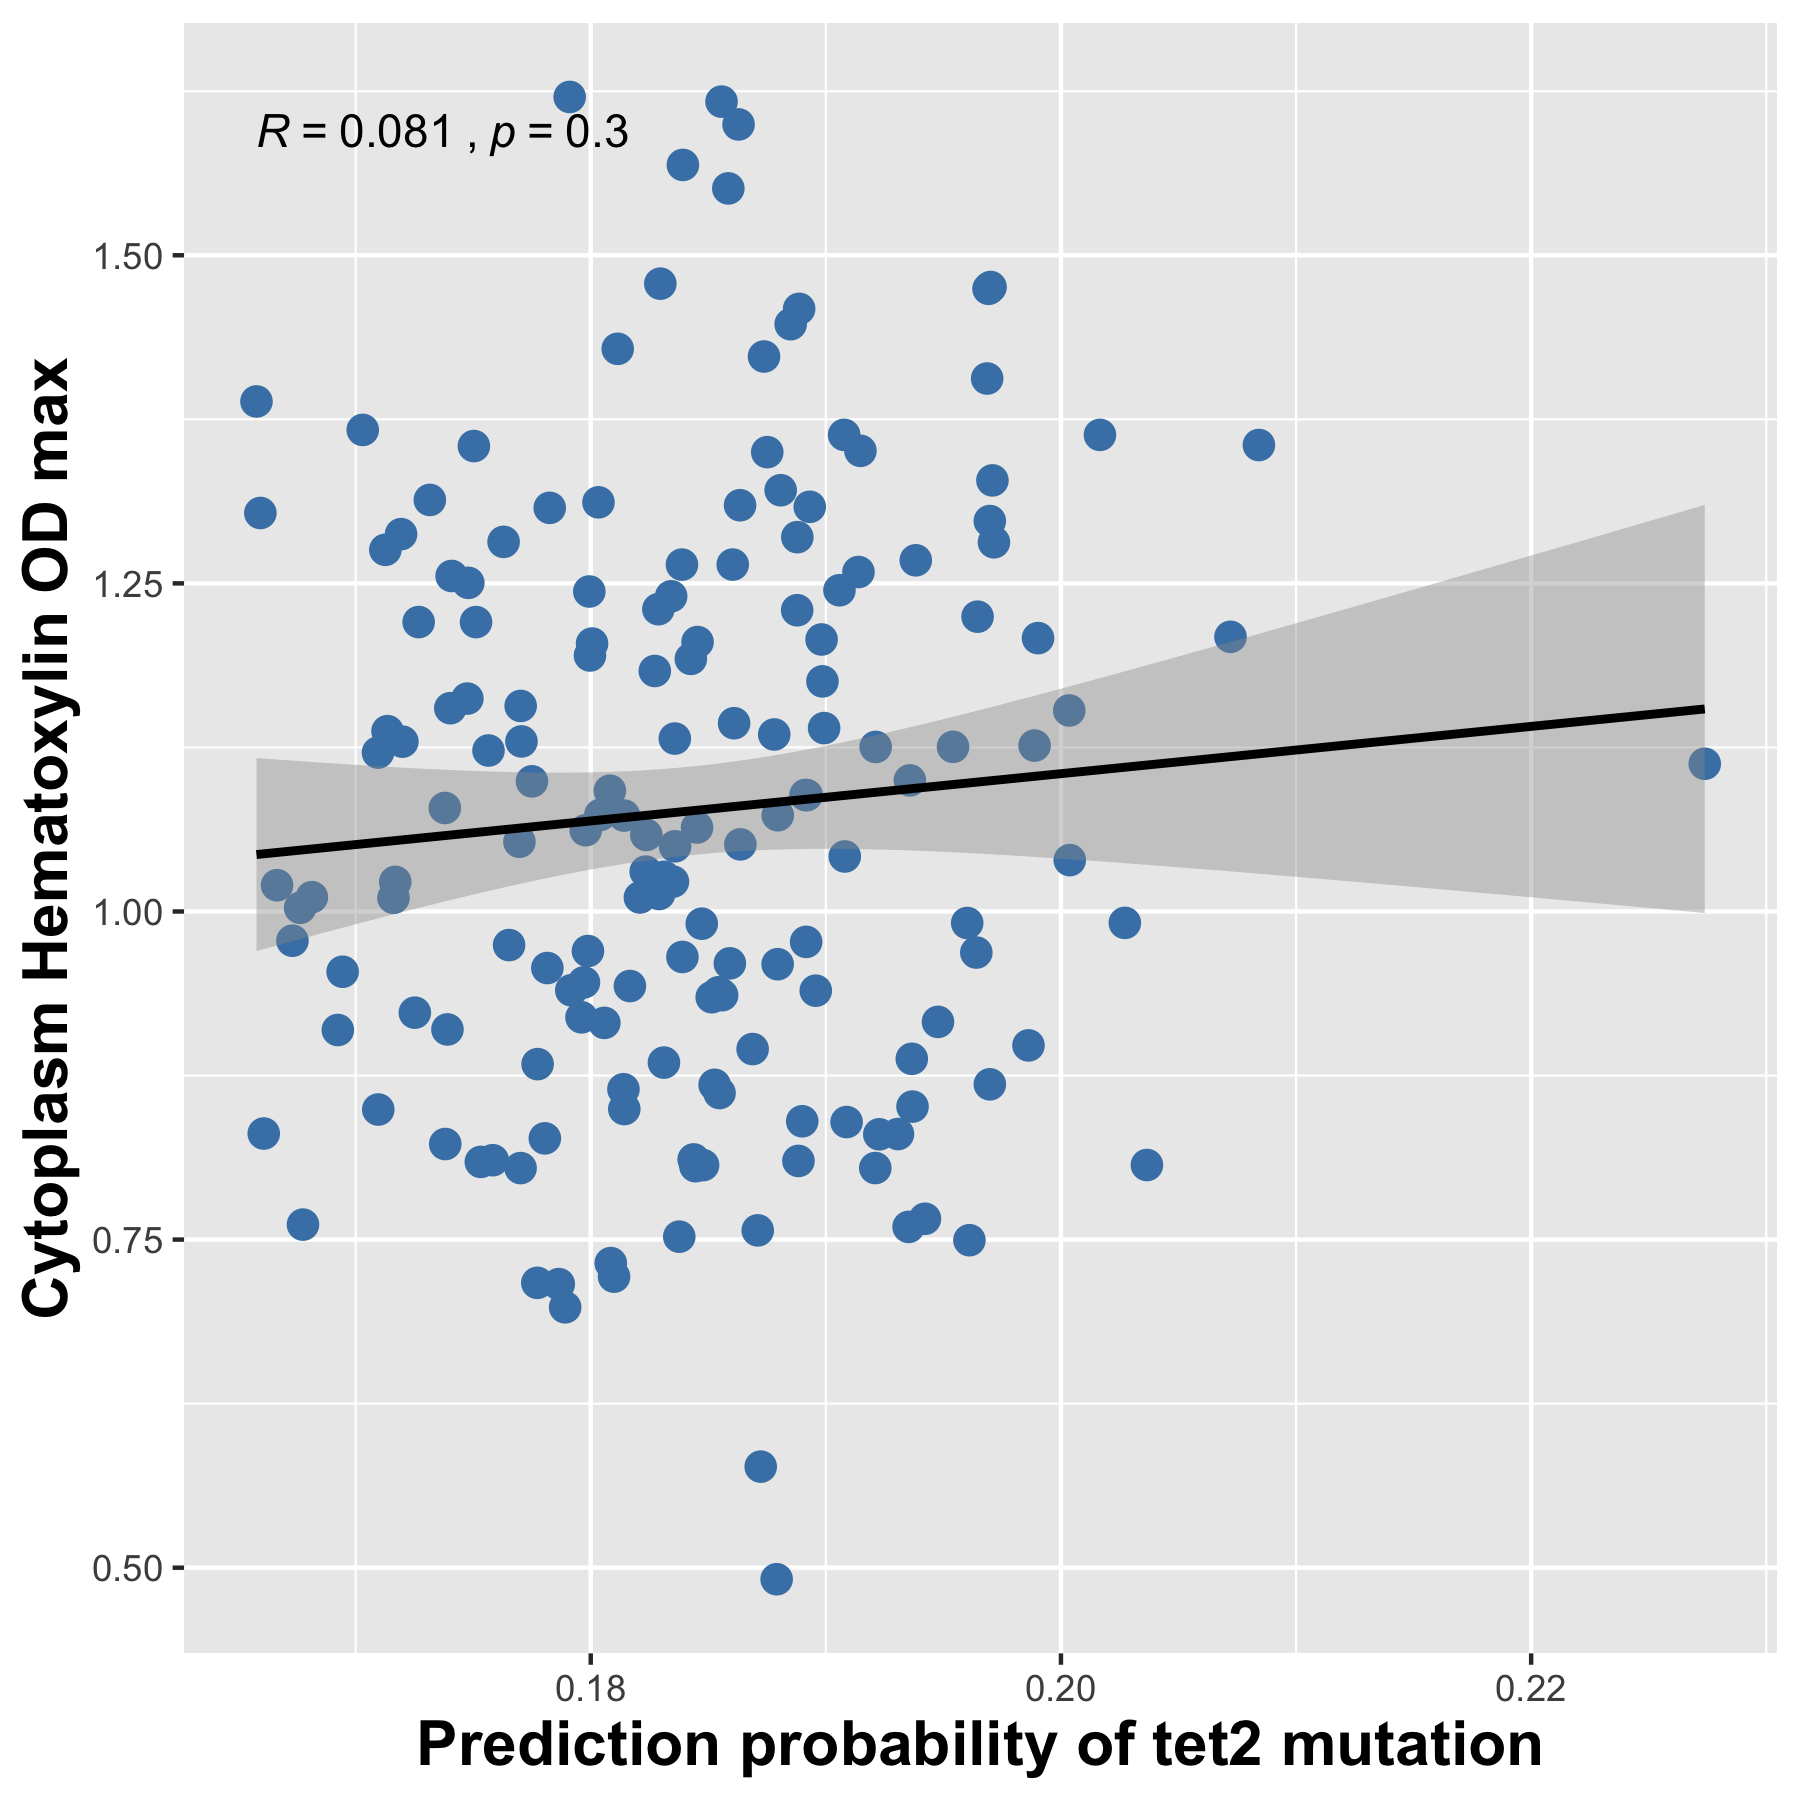 R = 0.081 , p = 0.3
1.50
1.25
1.00
0.75
0.50
Cytoplasm Hematoxylin OD max
0.18 0.20 0.22
Prediction probability of tet2 mutation